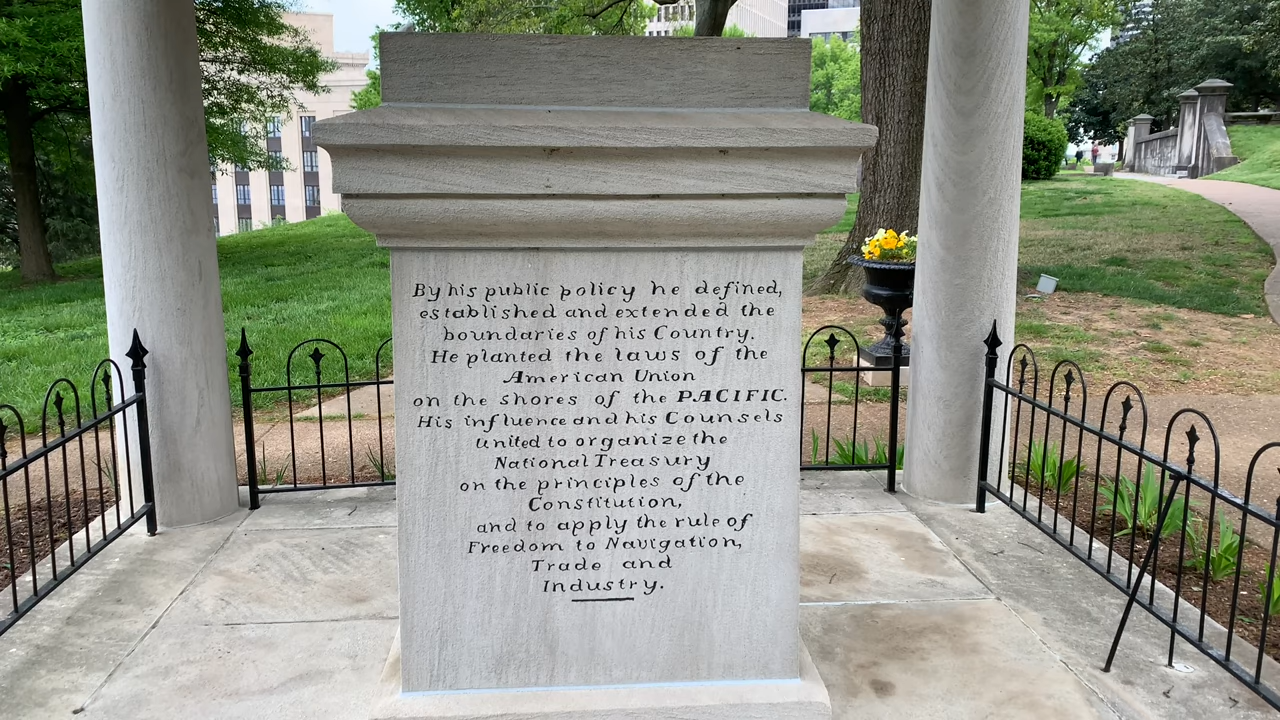 By his public policy he defined,
established and extended the
boundaries of his Country.
He planted the laws of the
American Union
on the shores of the PACIFIC.
His influence and his Counsels
united to organize the
National Treasury
on the principles of the
Constitution,
and to apply the rule of
Freedom to Navigation,
Trade and
Industry.